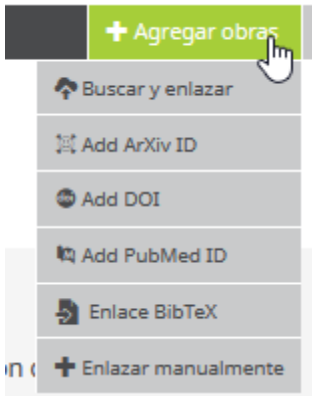 Agregar obras
Buscar y enlazar
Add ArXiv ID
Add DOI
Add PubMed ID
Enlace BibTeX
Enlazar manualmente